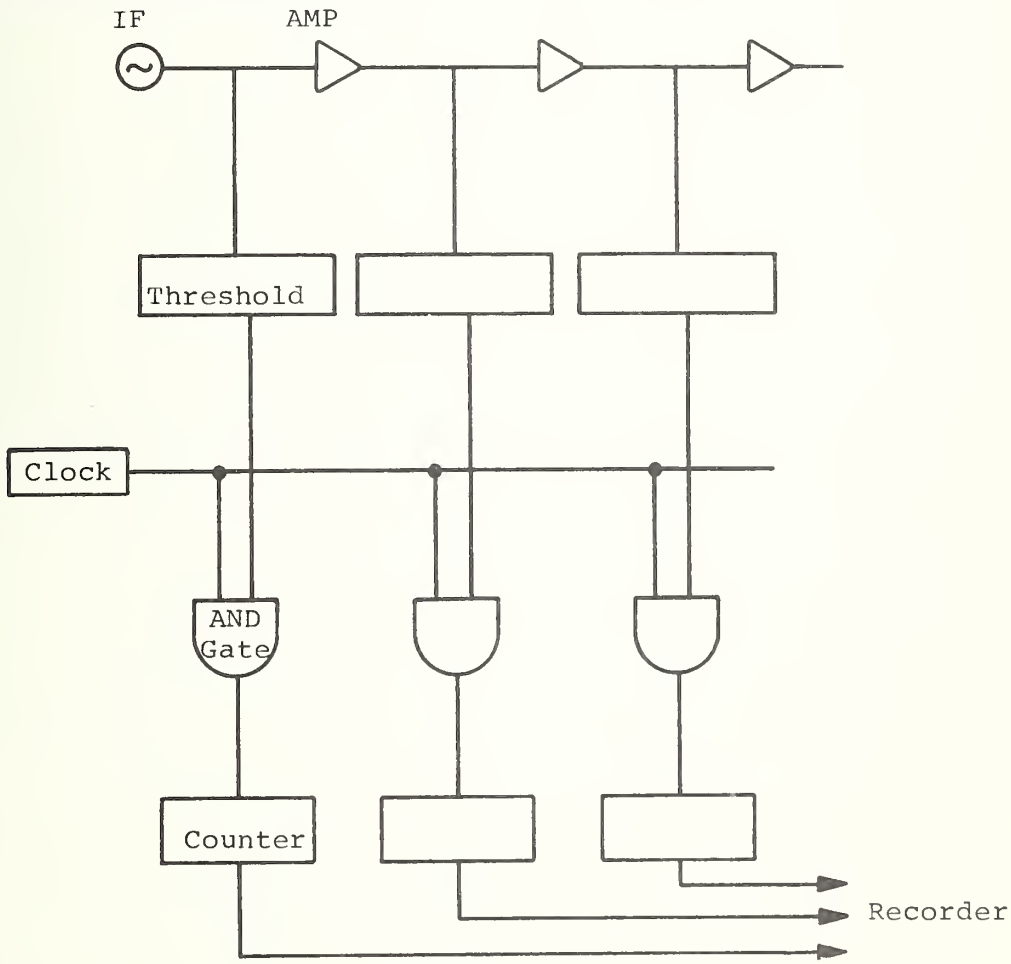 IF
AMP
Threshold
Clock
AND
Gate
Counter
Recorder